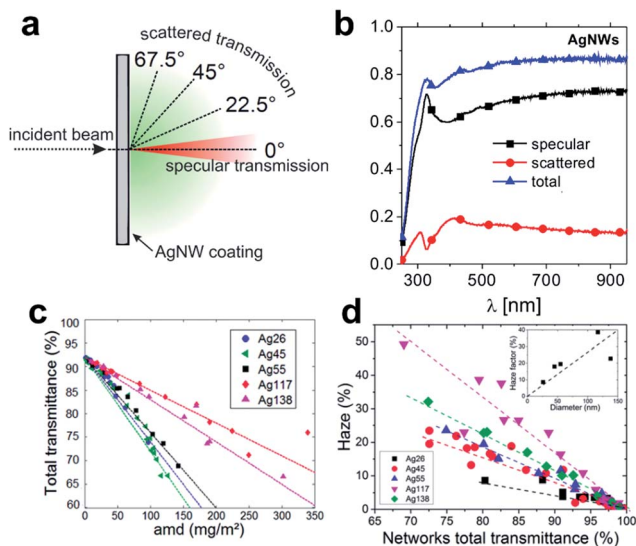 a
scattered transmission
67.5°
45°
22.5°
0°
incident beam
specular transmission
AgNW coating
b
AgNWs
1.0
0.8
0.6
0.4
0.2
0.0
specular
scattered
total
300 500 700 900
λ [nm]
c
Total transmittance (%)
100
95
90
85
80
75
70
65
60
Ag26
Ag45
Ag55
Ag117
Ag138
0 50 100 150 200 250 300 350
amd (mg/m²)
d
Haze (%)
60
50
40
30
20
10
0
Haze factor (%)
40
30
20
10
0
0 50 100 150
Diameter (nm)
Ag26
Ag45
Ag55
Ag117
Ag138
65 70 75 80 85 90 95 100
Networks total transmittance (%)